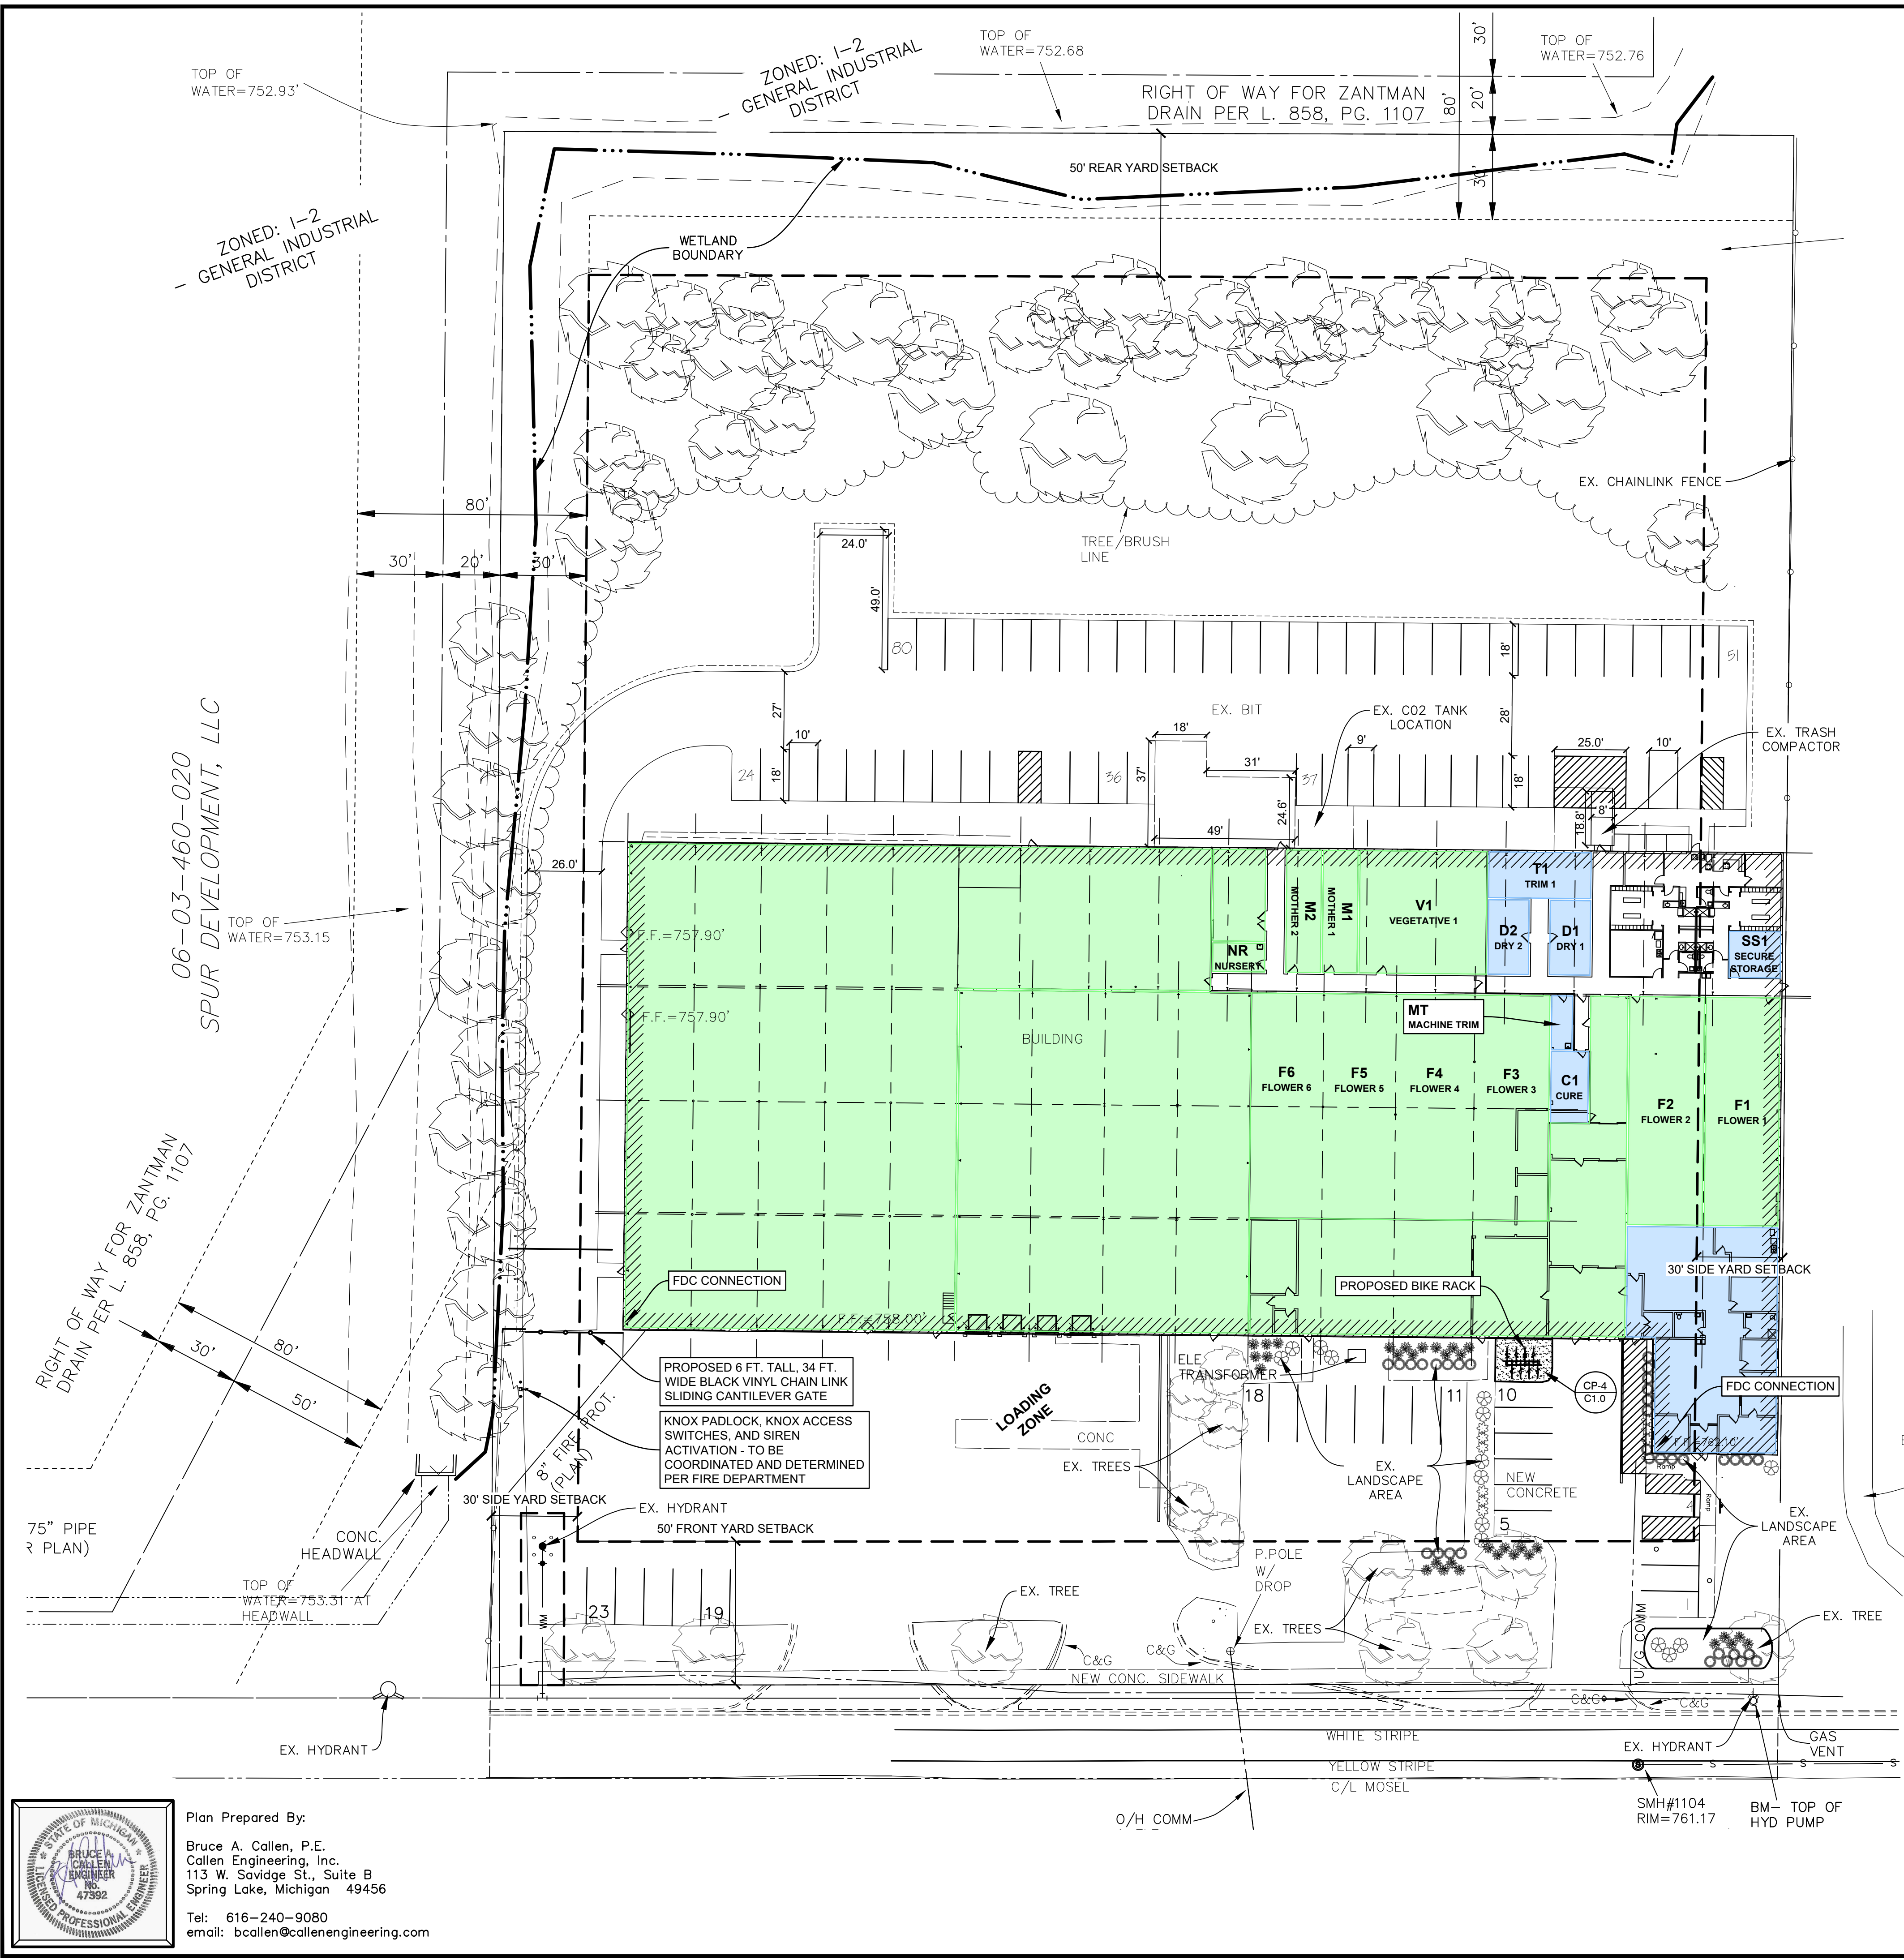 TOP OF
WATER=752.93'
ZONED: I-2
- GENERAL INDUSTRIAL
DISTRICT
TOP OF
WATER=752.68
RIGHT OF WAY FOR ZANTMAN
DRAIN PER L. 858, PG. 1107
80'
30'
20'
30'
TOP OF
WATER=752.76
ZONED: I-2
- GENERAL INDUSTRIAL
DISTRICT
50' REAR YARD SETBACK
WETLAND
BOUNDARY
EX. CHAINLINK FENCE
80'
30'
20'
30'
TREE/BRUSH
LINE
24.0'
49.0'
80
51
18'
28'
EX. BIT
27'
10'
18'
24
36
18'
37'
31'
24.6'
49'
37
9'
EX. C02 TANK
LOCATION
25.0'
18'
10'
8'
18.8'
EX. TRASH
COMPACTOR
06-03-460-020
SPUR DEVELOPMENT, LLC
TOP OF
WATER=753.15
26.0'
F.F.=757.90'
F.F.=757.90'
BUILDING
NR
NURSERY
M2
MOTHER 2
M1
MOTHER 1
V1
VEGETATIVE 1
T1
TRIM 1
D2
DRY 2
D1
DRY 1
SS1
SECURE
STORAGE
MT
MACHINE TRIM
F6
FLOWER 6
F5
FLOWER 5
F4
FLOWER 4
F3
FLOWER 3
C1
CURE
F2
FLOWER 2
F1
FLOWER 1
RIGHT OF WAY FOR ZANTMAN
DRAIN PER L. 858, PG. 1107
30'
80'
50'
FDC CONNECTION
PROPOSED BIKE RACK
30' SIDE YARD SETBACK
F.F.=758.00'
PROPOSED 6 FT. TALL, 34 FT.
WIDE BLACK VINYL CHAIN LINK
SLIDING CANTILEVER GATE
KNOX PADLOCK, KNOX ACCESS
SWITCHES, AND SIREN
ACTIVATION - TO BE
COORDINATED AND DETERMINED
PER FIRE DEPARTMENT
8" FIRE PROT.
(PLAN)
LOADING
ZONE
CONC
ELE
TRANSFORMER
18
11
10
5
CP-4
C1.0
FDC CONNECTION
F.F.=762.10'
Ramp
Ramp
4
EX. TREES
EX.
LANDSCAPE
AREA
NEW
CONCRETE
EX.
LANDSCAPE
AREA
30' SIDE YARD SETBACK
EX. HYDRANT
50' FRONT YARD SETBACK
75" PIPE
R PLAN)
CONC.
HEADWALL
TOP OF
WATER=753.31 AT
HEADWALL
WM
23
19
EX. TREE
C&G
C&G
P.POLE
W/
DROP
EX. TREES
U/G COMM
EX. TREE
NEW CONC. SIDEWALK
C&G
C&G
EX. HYDRANT
WHITE STRIPE
YELLOW STRIPE
C/L MOSEL
EX. HYDRANT
GAS
VENT
S
S
S
S
O/H COMM
SMH#1104
RIM=761.17
BM- TOP OF
HYD PUMP
STATE OF MICHIGAN
BRUCE A.
CALLEN
ENGINEER
No.
47392
LICENSED PROFESSIONAL ENGINEER
Plan Prepared By:
Bruce A. Callen, P.E.
Callen Engineering, Inc.
113 W. Savidge St., Suite B
Spring Lake, Michigan 49456
Tel: 616-240-9080
email: bcallen@callenengineering.com